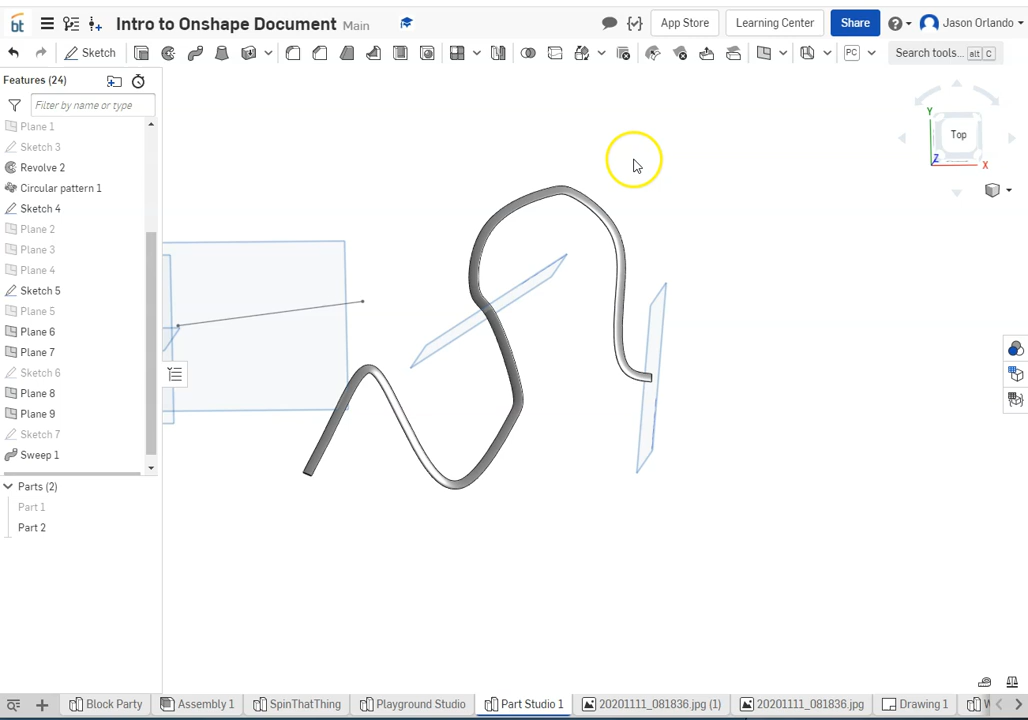 bt Intro to Onshape Document Main App Store Learning Center Share Jason Orlando
Sketch PC Search tools... alt C
Features (24)
Filter by name or type
Plane 1
Sketch 3
Revolve 2
Circular pattern 1
Sketch 4
Plane 2
Plane 3
Plane 4
Sketch 5
Plane 5
Plane 6
Plane 7
Sketch 6
Plane 8
Plane 9
Sketch 7
Sweep 1
Parts (2)
Part 1
Part 2
Y
Top
Z
X
Block Party Assembly 1 SpinThatThing Playground Studio Part Studio 1 20201111_081836.jpg (1) 20201111_081836.jpg Drawing 1